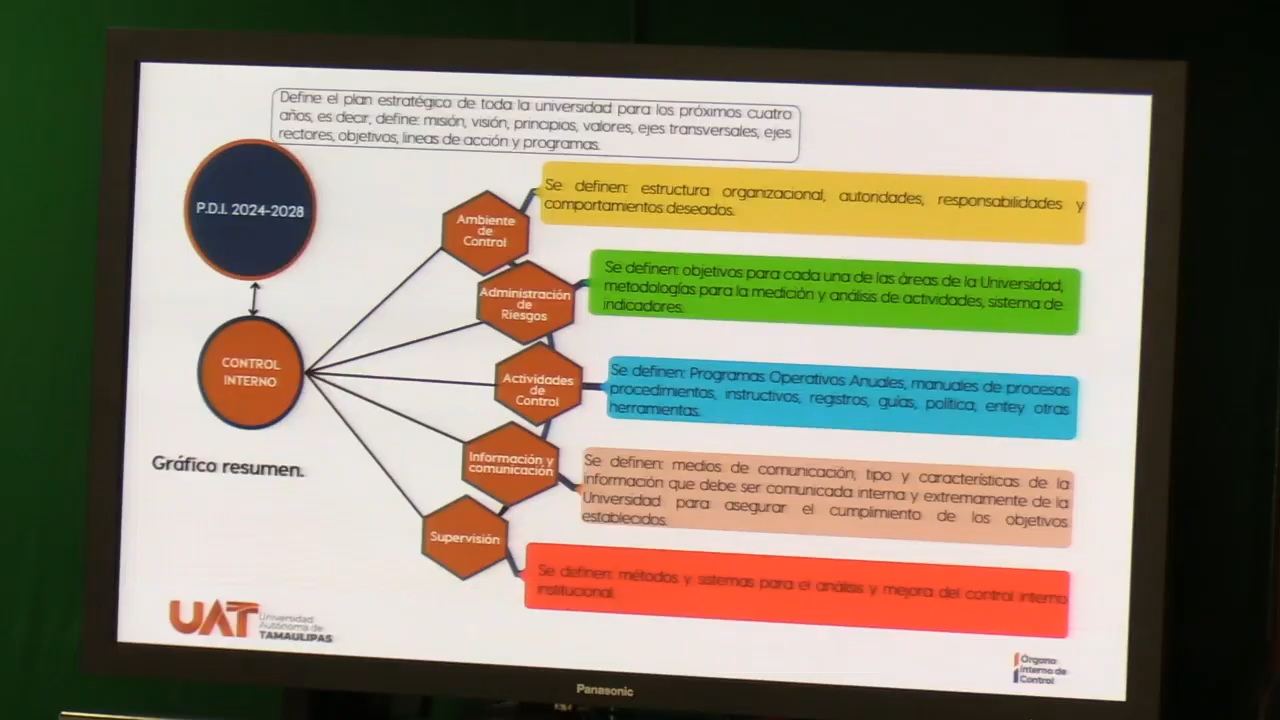 Define el plan estratégico de toda la universidad para los próximos cuatro
años, es decir, define: misión, visión, principios, valores, ejes transversales, ejes
rectores, objetivos, lineas de acción y programas.
P.D.I. 2024-2028
CONTROL
INTERNO
Gráfico resumen.
Ambiente
de
Control
Se definen: estructura organizacional, autoridades, responsabilidades y
comportamientos deseados.
Administración
de
Riesgos
Se definen: objetivos para cada una de las áreas de la Universidad,
metodologías para la medición y análisis de actividades, sistema de
indicadores.
Actividades
de
Control
Se definen: Programas Operativos Anuales, manuales de procesos
procedimientos, instructivos, registros, guías, política, entey otras
herramientas.
Información y
comunicación
Se definen: medios de comunicación, tipo y características de la
información que debe ser comunicada interna y extremamente de la
Universidad para asegurar el cumplimiento de los objetivos
establecidos.
Supervisión
Se definen: métodos y sistemas para el análisis y mejora del control interno
institucional.
UAT
Universidad
Autónoma de
TAMAULIPAS
Órgano
Interno de
Control
Panasonic